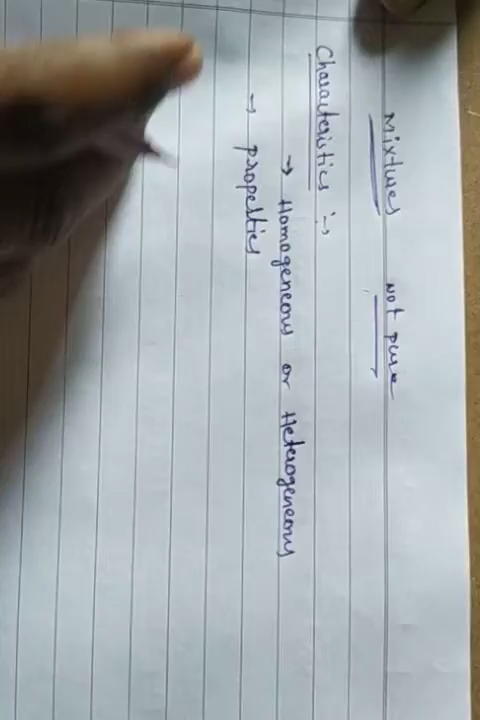 Mixtures not pure
Characteristics :→
→ Homogeneous or Heterogeneous
→ properties